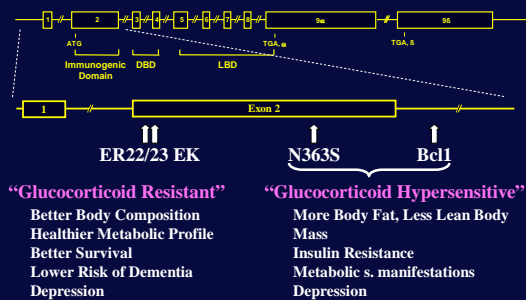 1 2 3 4 5 6 7 8 9α 9ß
ATG TGA, α TGA, ß
Immunogenic Domain DBD LBD
1 Exon 2
ER22/23 EK N363S Bcl1
“Glucocorticoid Resistant” “Glucocorticoid Hypersensitive”
Better Body Composition
Healthier Metabolic Profile
Better Survival
Lower Risk of Dementia
Depression
More Body Fat, Less Lean Body
Mass
Insulin Resistance
Metabolic s. manifestations
Depression